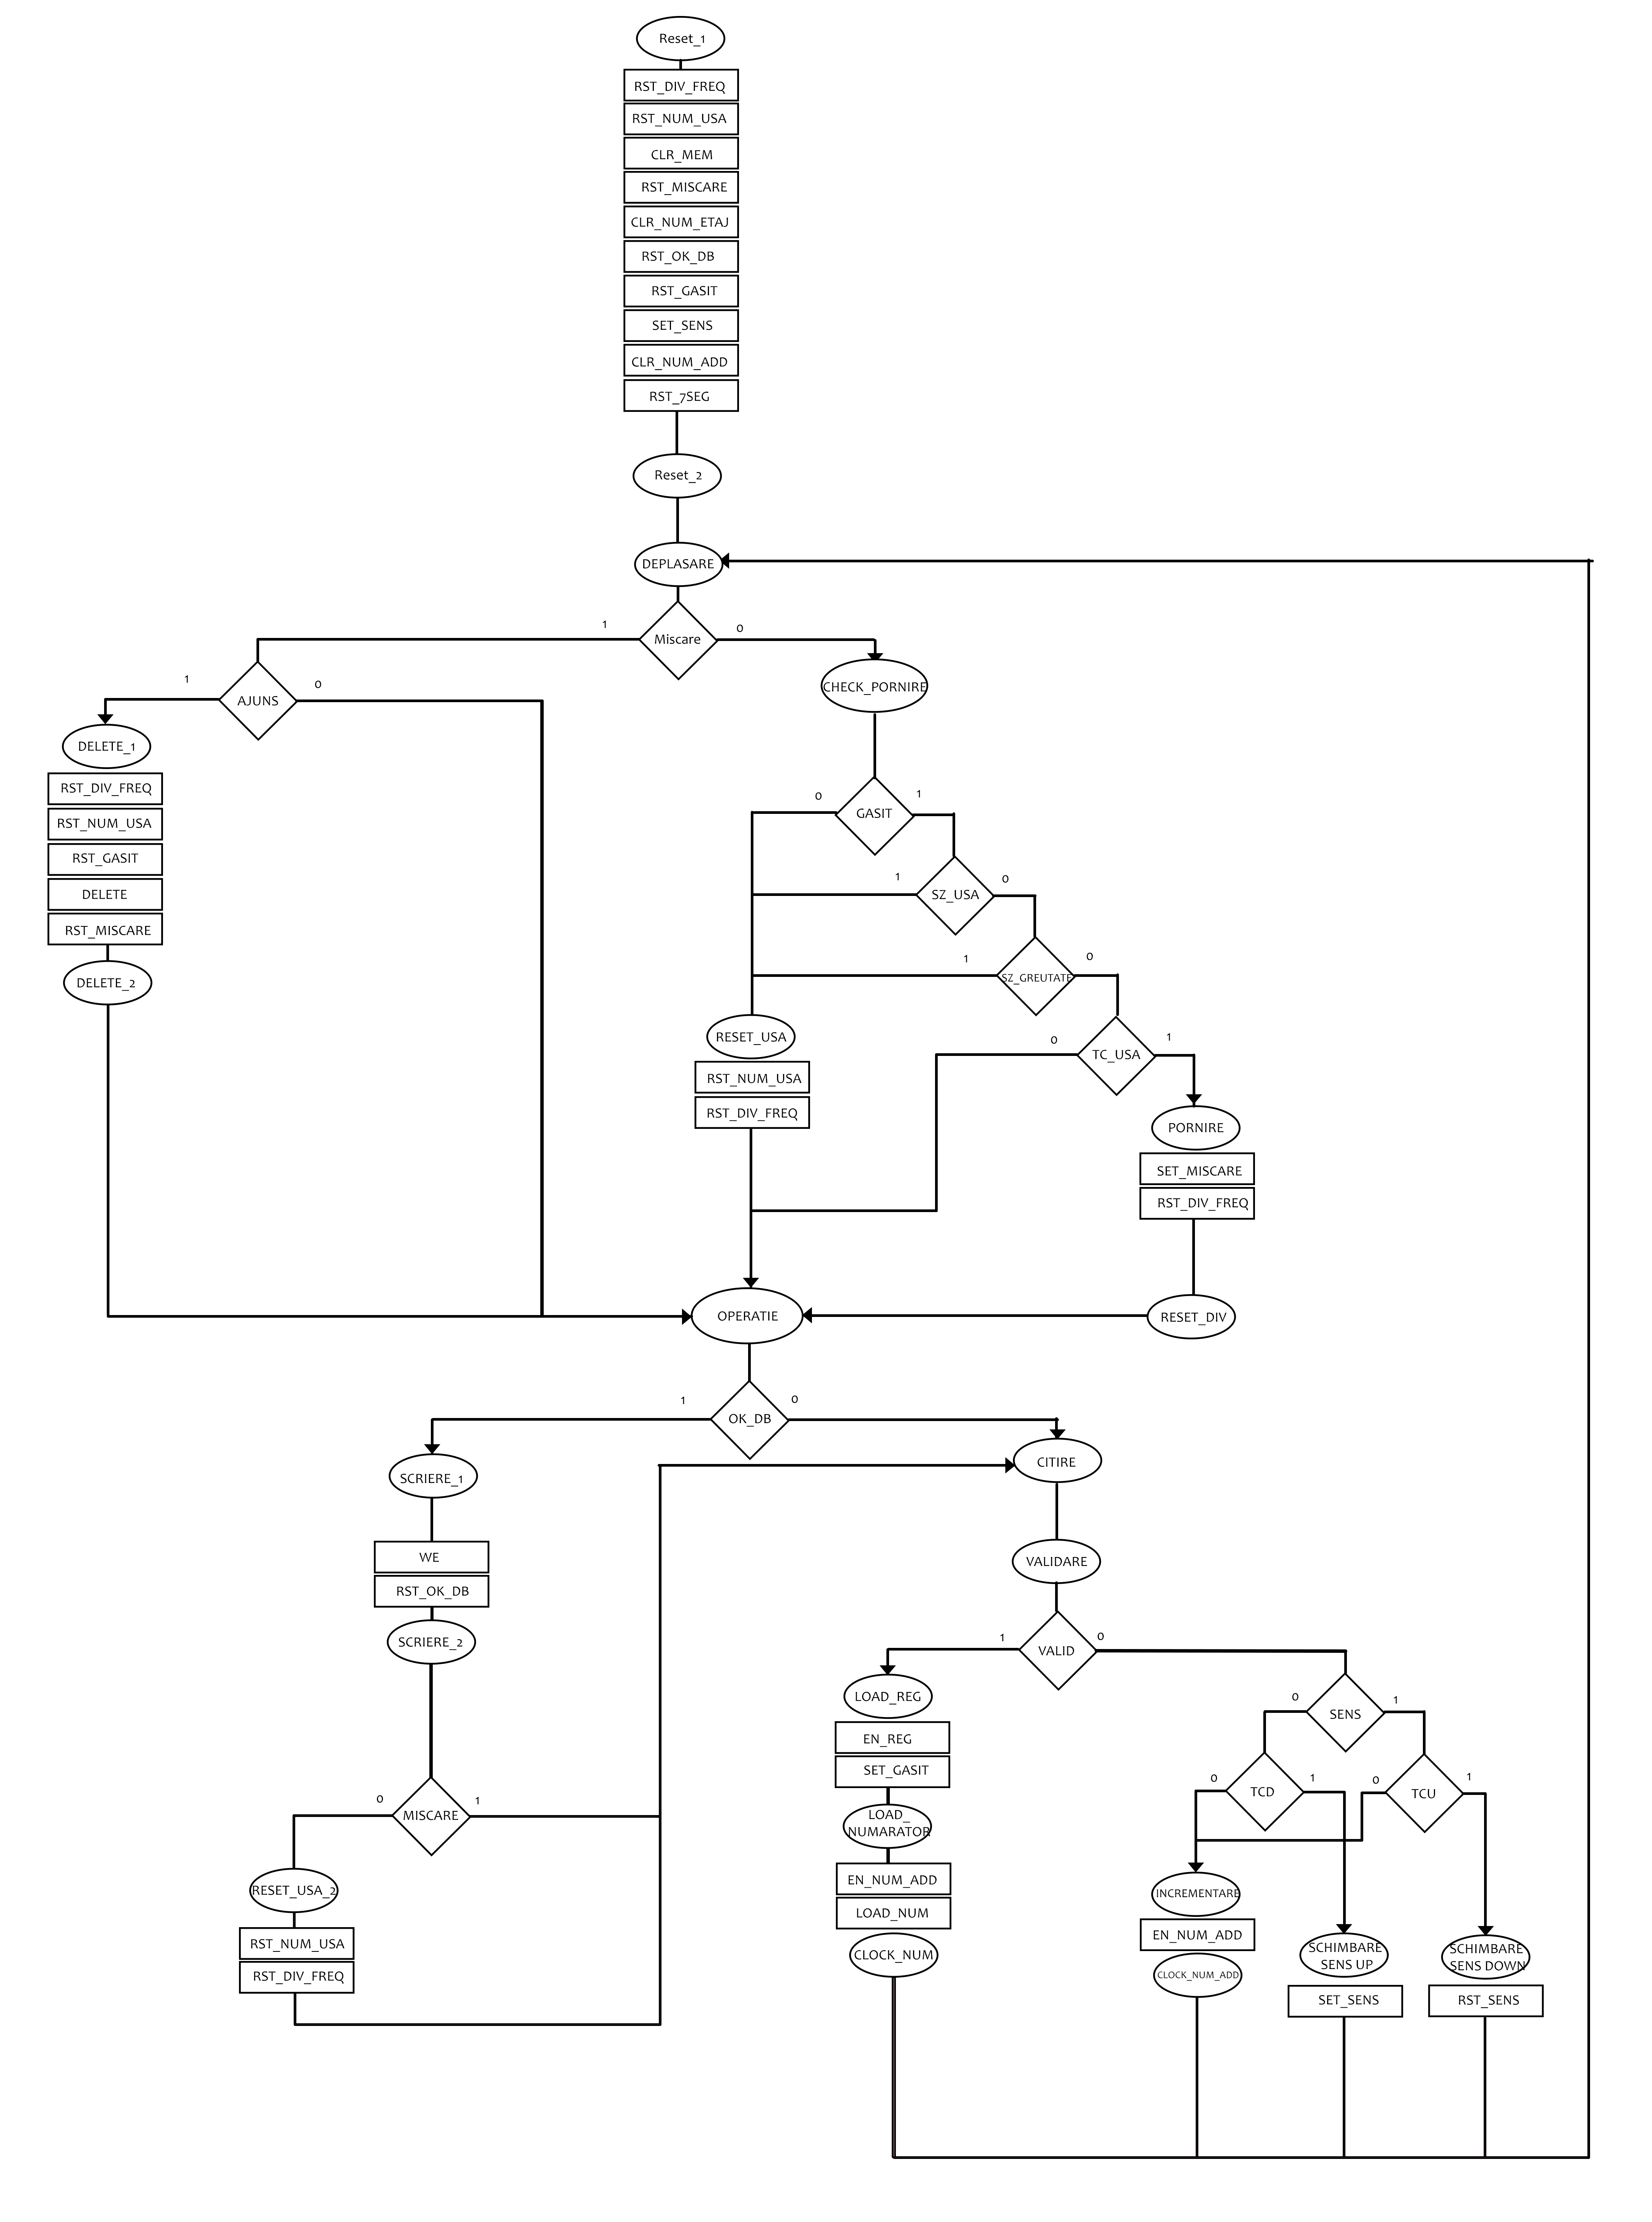 Reset_1
RST_DIV_FREQ
RST_NUM_USA
CLR_MEM
RST_MISCARE
CLR_NUM_ETAJ
RST_OK_DB
RST_GASIT
SET_SENS
CLR_NUM_ADD
RST_7SEG
Reset_2
DEPLASARE
Miscare
1
0
AJUNS
1
0
DELETE_1
RST_DIV_FREQ
RST_NUM_USA
RST_GASIT
DELETE
RST_MISCARE
DELETE_2
CHECK_PORNIRE
GASIT
0
1
SZ_USA
1
0
SZ_GREUTATE
1
0
TC_USA
0
1
RESET_USA
RST_NUM_USA
RST_DIV_FREQ
PORNIRE
SET_MISCARE
RST_DIV_FREQ
RESET_DIV
OPERATIE
OK_DB
1
0
SCRIERE_1
WE
RST_OK_DB
SCRIERE_2
MISCARE
0
1
RESET_USA_2
RST_NUM_USA
RST_DIV_FREQ
CITIRE
VALIDARE
VALID
1
0
LOAD_REG
EN_REG
SET_GASIT
LOAD_
NUMARATOR
EN_NUM_ADD
LOAD_NUM
CLOCK_NUM
SENS
0
1
TCD
0
1
TCU
0
1
INCREMENTARE
EN_NUM_ADD
CLOCK_NUM_ADD
SCHIMBARE
SENS UP
SET_SENS
SCHIMBARE
SENS DOWN
RST_SENS